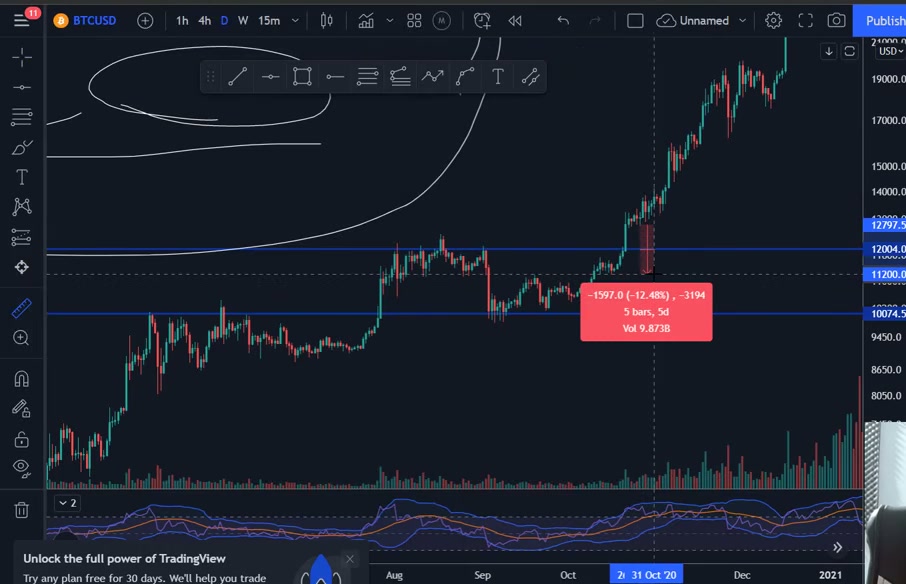 11
BTCUSD
1h 4h D W 15m
M
Unnamed
Publish
USD
21000.0
19000.0
17000.0
15000.0
14000.0
12797.5
12004.0
11200.0
10074.5
9450.0
8650.0
8050.0
−1597.0 (−12.48%) , −3194
5 bars, 5d
Vol 9.873B
2
Unlock the full power of TradingView
Try any plan free for 30 days. We'll help you trade
Aug Sep Oct 31 Oct '20 Dec 2021